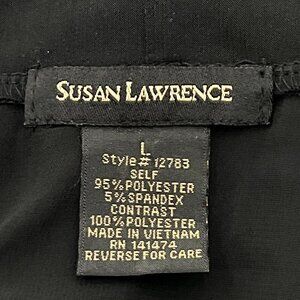 SUSAN LAWRENCE
L
Style# 12783
SELF
95% POLYESTER
5% SPANDEX
CONTRAST
100% POLYESTER
MADE IN VIETNAM
RN 141474
REVERSE FOR CARE